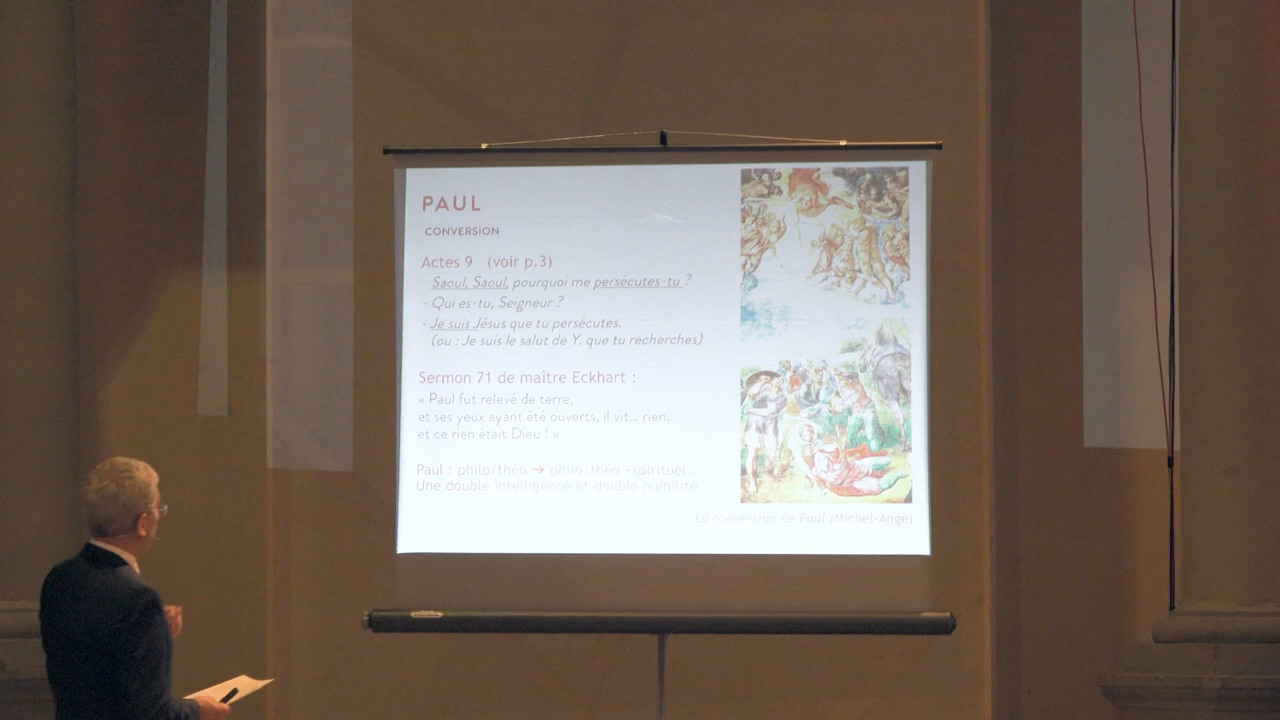 PAUL
CONVERSION
Actes 9 (voir p.3)
Saoul, Saoul, pourquoi me persécutes-tu ?
- Qui es-tu, Seigneur ?
- Je suis Jésus que tu persécutes.
(ou : Je suis le salut de Y. que tu recherches)
Sermon 71 de maître Eckhart :
« Paul fut relevé de terre,
et ses yeux ayant été ouverts, il vit... rien,
et ce rien était Dieu ! »
Paul : philo/théo → philo/théo -spirituel :
Une double intelligence et double humilité
La conversion de Paul (Michel-Ange)